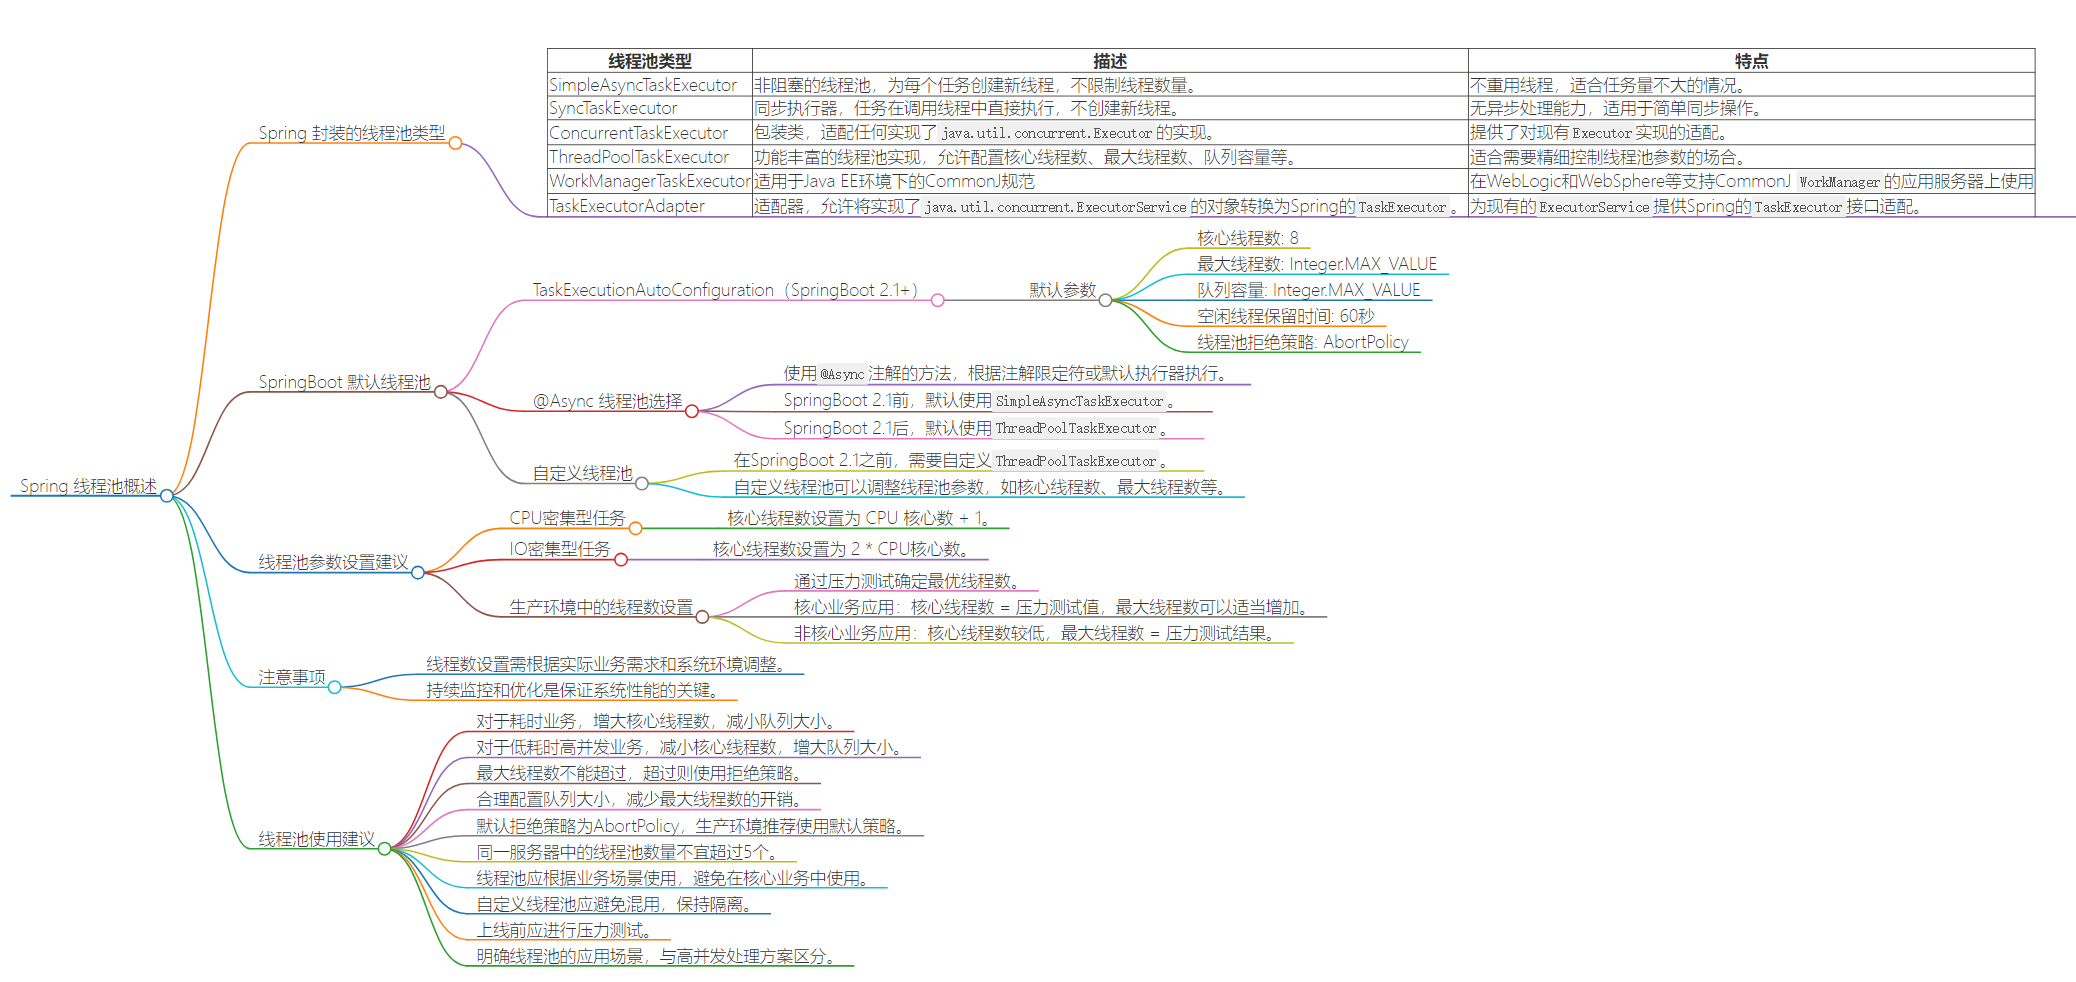 线程池类型 描述 特点
SimpleAsyncTaskExecutor 非阻塞的线程池，为每个任务创建新线程，不限制线程数量。 不重用线程，适合任务量不大的情况。
SyncTaskExecutor 同步执行器，任务在调用线程中直接执行，不创建新线程。 无异步处理能力，适用于简单同步操作。
ConcurrentTaskExecutor 包装类，适配任何实现了 java.util.concurrent.Executor 的实现。 提供了对现有 Executor 实现的适配。
ThreadPoolTaskExecutor 功能丰富的线程池实现，允许配置核心线程数、最大线程数、队列容量等。 适合需要精细控制线程池参数的场合。
WorkManagerTaskExecutor 适用于Java EE环境下的CommonJ规范 在WebLogic和WebSphere等支持CommonJ WorkManager 的应用服务器上使用
TaskExecutorAdapter 适配器，允许将实现了 java.util.concurrent.ExecutorService 的对象转换为Spring的 TaskExecutor 。 为现有的 ExecutorService 提供Spring的 TaskExecutor 接口适配。
Spring 封装的线程池类型
核心线程数: 8
最大线程数: Integer.MAX_VALUE
TaskExecutionAutoConfiguration（SpringBoot 2.1+） 默认参数
队列容量: Integer.MAX_VALUE
空闲线程保留时间: 60秒
线程池拒绝策略: AbortPolicy
SpringBoot 默认线程池
使用 @Async 注解的方法，根据注解限定符或默认执行器执行。
@Async 线程池选择
SpringBoot 2.1前，默认使用 SimpleAsyncTaskExecutor 。
SpringBoot 2.1后，默认使用 ThreadPoolTaskExecutor 。
自定义线程池
在SpringBoot 2.1之前，需要自定义 ThreadPoolTaskExecutor 。
自定义线程池可以调整线程池参数，如核心线程数、最大线程数等。
Spring 线程池概述
CPU密集型任务 核心线程数设置为 CPU 核心数 + 1。
IO密集型任务 核心线程数设置为 2 * CPU核心数。
线程池参数设置建议
通过压力测试确定最优线程数。
生产环境中的线程数设置
核心业务应用：核心线程数 = 压力测试值，最大线程数可以适当增加。
非核心业务应用：核心线程数较低，最大线程数 = 压力测试结果。
注意事项
线程数设置需根据实际业务需求和系统环境调整。
持续监控和优化是保证系统性能的关键。
对于耗时业务，增大核心线程数，减小队列大小。
对于低耗时高并发业务，减小核心线程数，增大队列大小。
最大线程数不能超过，超过则使用拒绝策略。
合理配置队列大小，减少最大线程数的开销。
线程池使用建议
默认拒绝策略为AbortPolicy，生产环境推荐使用默认策略。
同一服务器中的线程池数量不宜超过5个。
线程池应根据业务场景使用，避免在核心业务中使用。
自定义线程池应避免混用，保持隔离。
上线前应进行压力测试。
明确线程池的应用场景，与高并发处理方案区分。